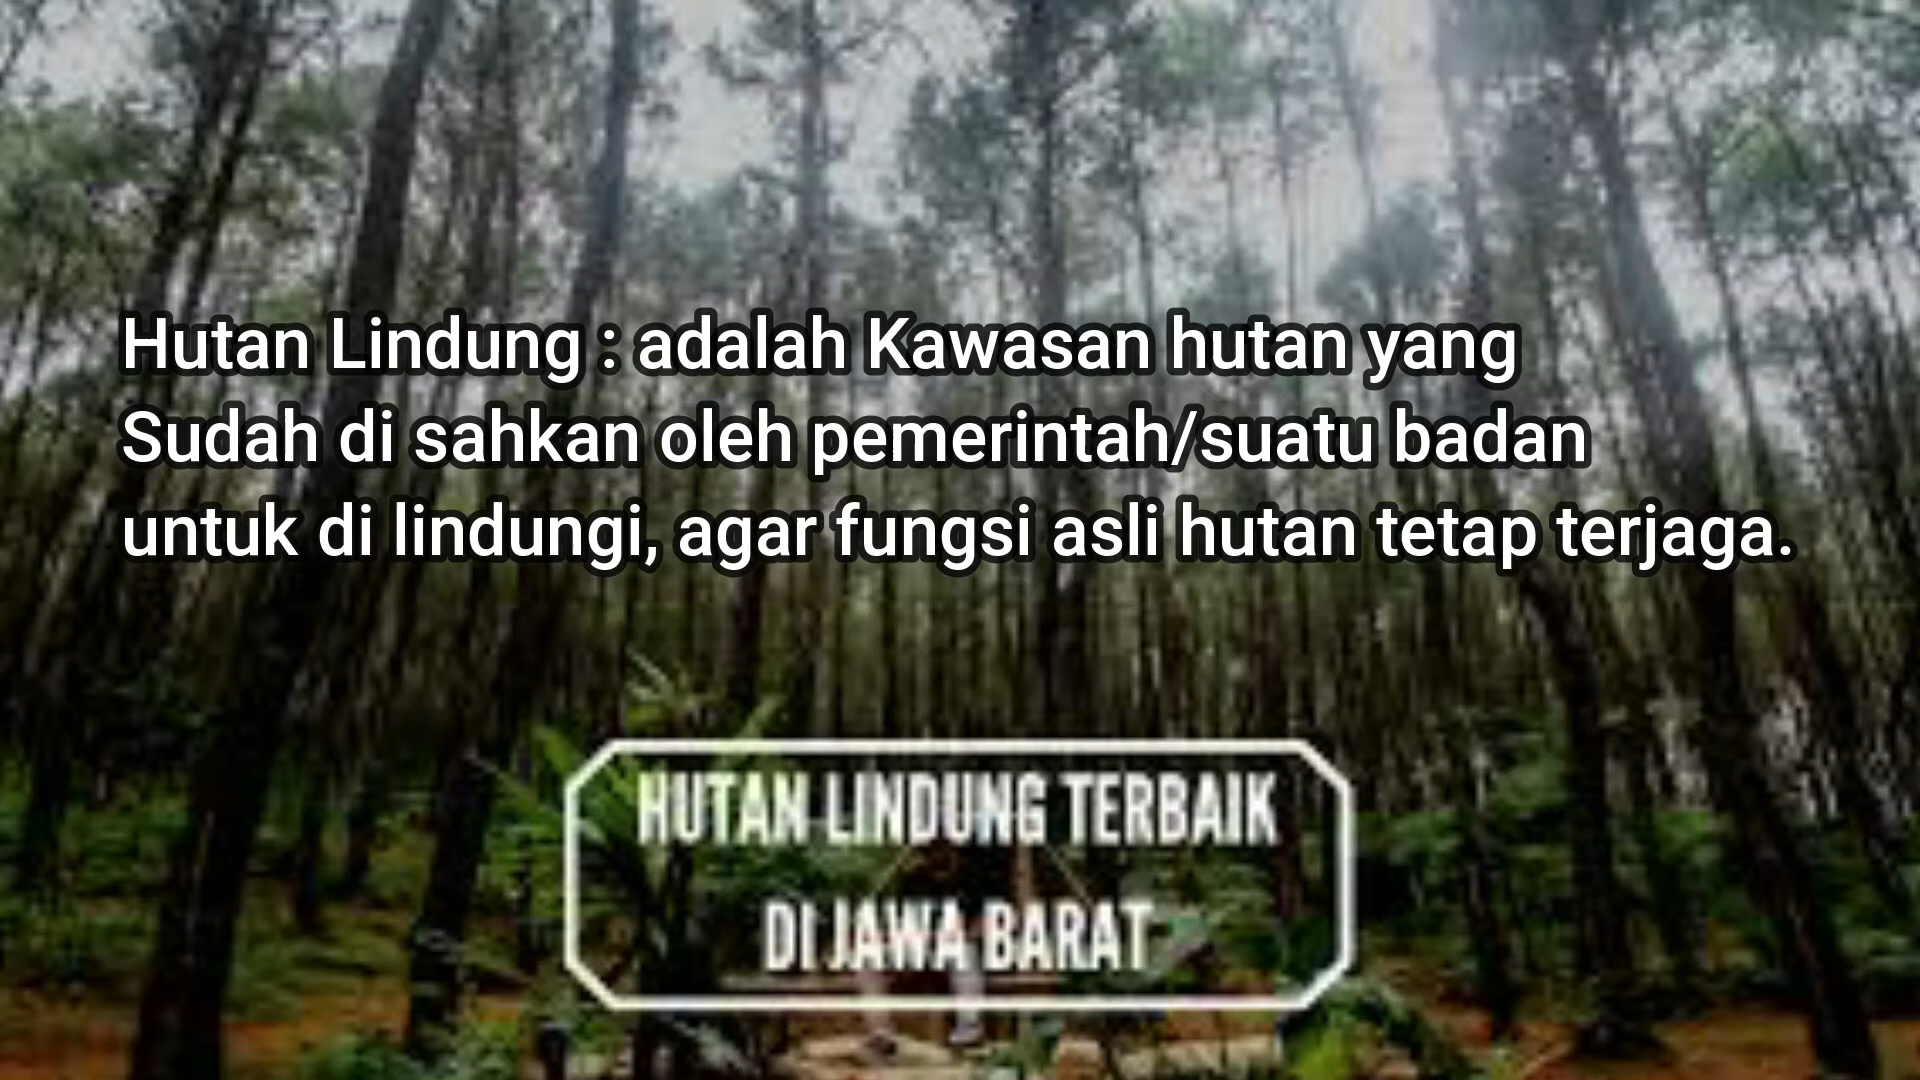 Hutan Lindung : adalah Kawasan hutan yang
Sudah di sahkan oleh pemerintah/suatu badan
untuk di lindungi, agar fungsi asli hutan tetap terjaga.
HUTAN LINDUNG TERBAIK
DI JAWA BARAT